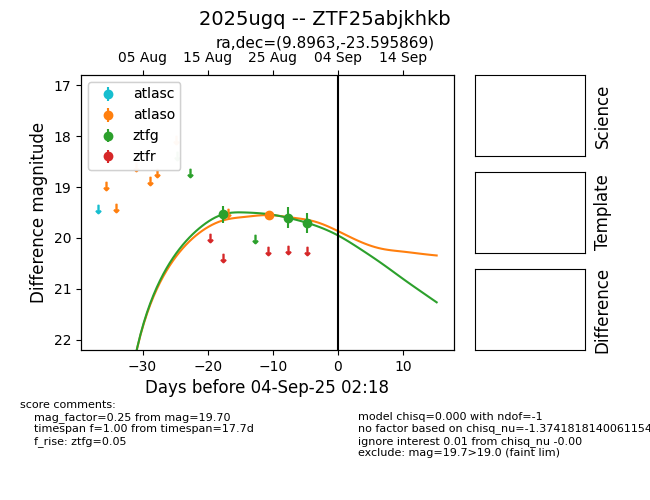 2025ugq -- ZTF25abjkhkb
ra,dec=(9.8963,-23.595869)
05 Aug 15 Aug 25 Aug 04 Sep 14 Sep
atlasc
atlaso
ztfg
ztfr
17
18
19
20
21
22
Difference magnitude
−30 −20 −10 0 10
Days before 04-Sep-25 02:18
Science
Template
Difference
score comments:
mag_factor=0.25 from mag=19.70
timespan f=1.00 from timespan=17.7d
f_rise: ztfg=0.05
model chisq=0.000 with ndof=-1
no factor based on chisq_nu=-1.3741818140061154
ignore interest 0.01 from chisq_nu -0.00
exclude: mag=19.7>19.0 (faint lim)